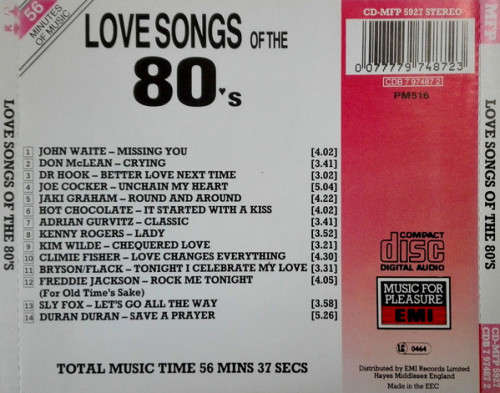 56
MINUTES
OF MUSIC
LOVE SONGS OF THE
80's
CD-MFP 5927 STEREO
0 077779 748723
CDB 7 97487 2
PM516
MFP
1 JOHN WAITE – MISSING YOU [4.02]
2 DON McLEAN – CRYING [3.41]
3 DR HOOK – BETTER LOVE NEXT TIME [3.02]
4 JOE COCKER – UNCHAIN MY HEART [5.04]
5 JAKI GRAHAM – ROUND AND AROUND [4.22]
6 HOT CHOCOLATE – IT STARTED WITH A KISS [4.02]
7 ADRIAN GURVITZ – CLASSIC [3.41]
8 KENNY ROGERS – LADY [3.52]
9 KIM WILDE – CHEQUERED LOVE [3.21]
10 CLIMIE FISHER – LOVE CHANGES EVERYTHING [4.30]
11 BRYSON/FLACK – TONIGHT I CELEBRATE MY LOVE [3.31]
12 FREDDIE JACKSON – ROCK ME TONIGHT [4.05]
(For Old Time's Sake)
13 SLY FOX – LET'S GO ALL THE WAY [3.58]
14 DURAN DURAN – SAVE A PRAYER [5.26]
TOTAL MUSIC TIME 56 MINS 37 SECS
COMPACT
disc
DIGITAL AUDIO
MUSIC FOR
PLEASURE
EMI
LC 0464
Distributed by EMI Records Limited
Hayes Middlesex England
Made in the EEC
LOVE SONGS OF THE 80'S
LOVE SONGS OF THE 80'S
CD-MFP 5927
CDB 7 97487 2